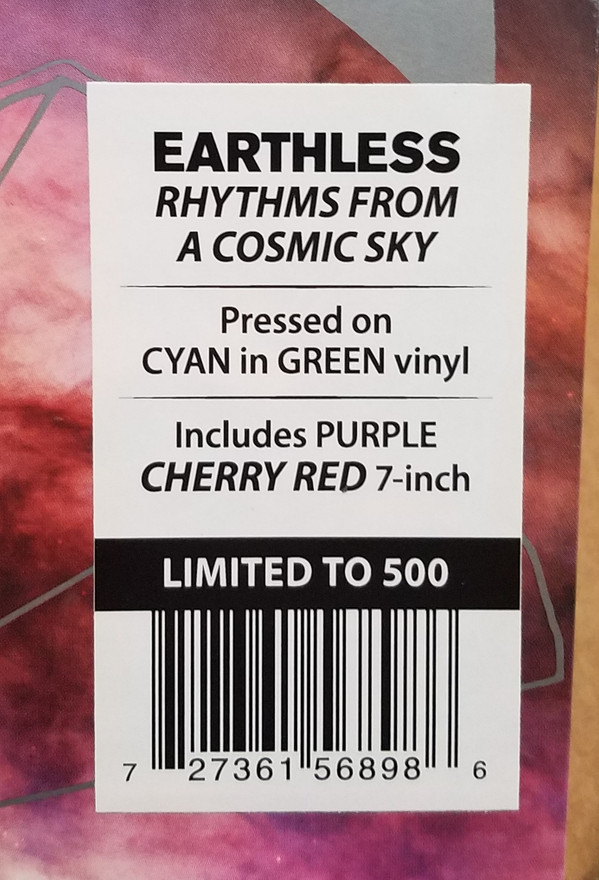 EARTHLESS
RHYTHMS FROM
A COSMIC SKY
Pressed on
CYAN in GREEN vinyl
Includes PURPLE
CHERRY RED 7-inch
LIMITED TO 500
7 27361 56898 6